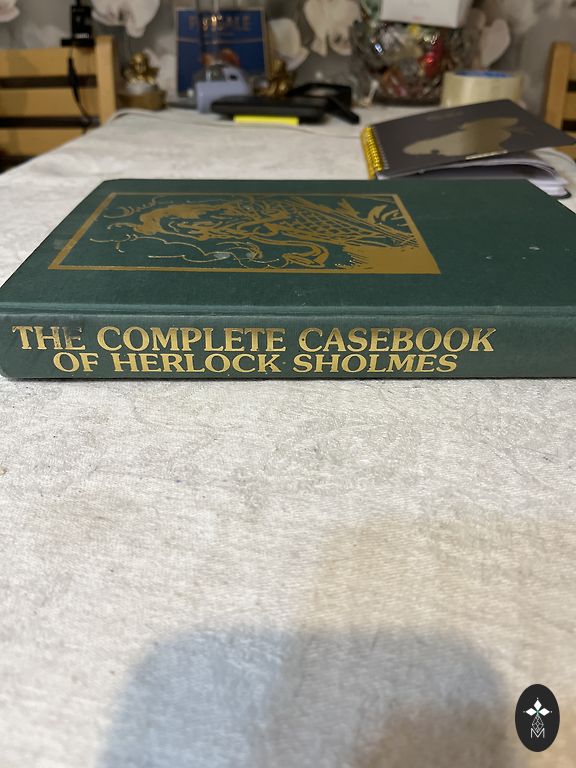 THE COMPLETE CASEBOOK
OF HERLOCK SHOLMES
M